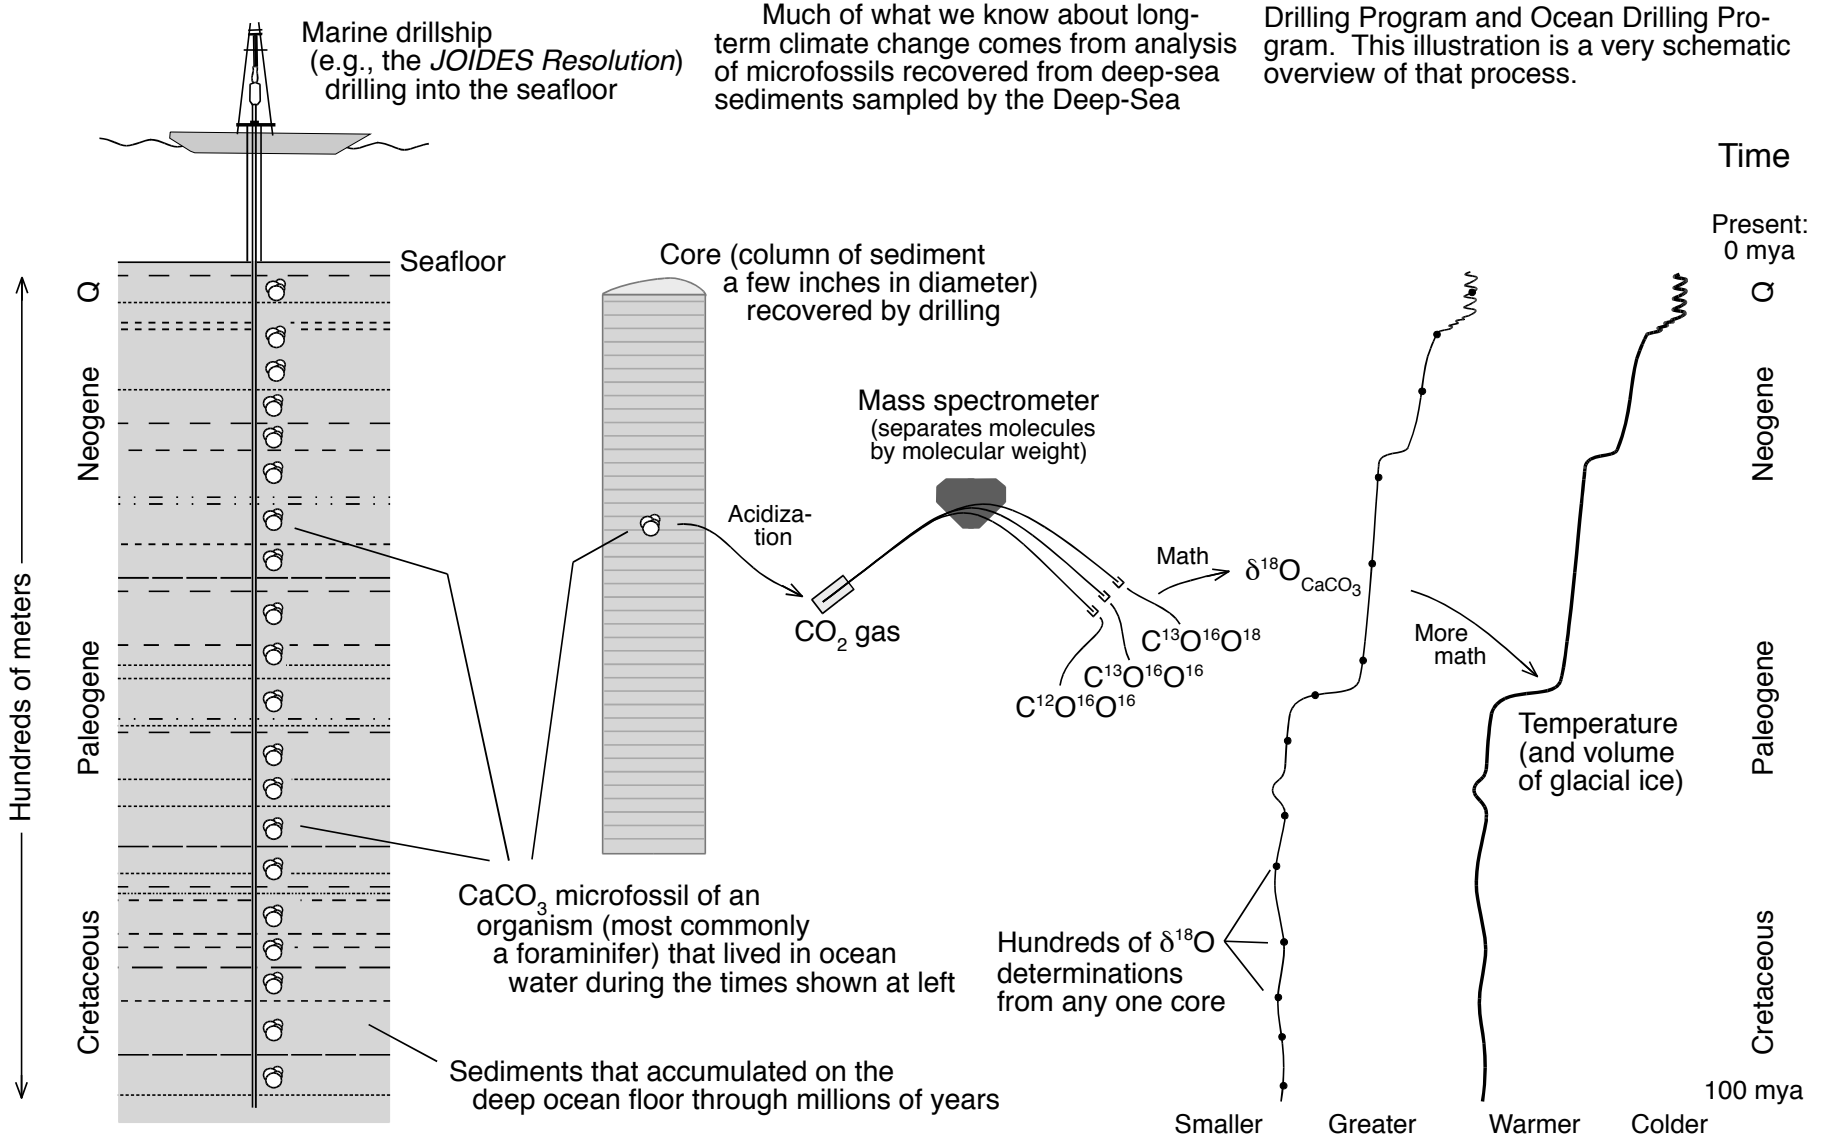 Marine drillship
(e.g., the JOIDES Resolution)
drilling into the seafloor
Much of what we know about long-
term climate change comes from analysis
of microfossils recovered from deep-sea
sediments sampled by the Deep-Sea
Drilling Program and Ocean Drilling Pro-
gram. This illustration is a very schematic
overview of that process.
Time
Present:
0 mya
Seafloor
Core (column of sediment
a few inches in diameter)
recovered by drilling
Q
Neogene
Paleogene
Cretaceous
Hundreds of meters
Mass spectrometer
(separates molecules
by molecular weight)
Acidiza-
tion
CO₂ gas
Math
δ¹⁸O CaCO₃
C¹³O¹⁶O¹⁸
C¹³O¹⁶O¹⁶
C¹²O¹⁶O¹⁶
More
math
Temperature
(and volume
of glacial ice)
CaCO₃ microfossil of an
organism (most commonly
a foraminifer) that lived in ocean
water during the times shown at left
Hundreds of δ¹⁸O
determinations
from any one core
Sediments that accumulated on the
deep ocean floor through millions of years
Q
Neogene
Paleogene
Cretaceous
100 mya
Smaller Greater Warmer Colder